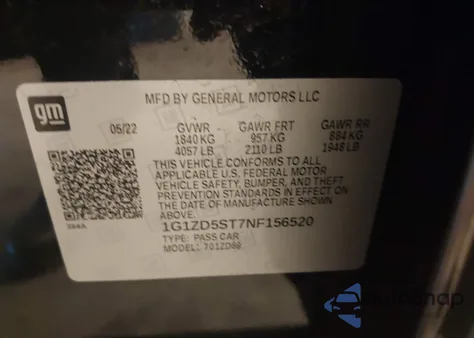 gm
MFD BY GENERAL MOTORS LLC
05/22 GVWR GAWR FRT GAWR RR
1840 KG 957 KG 884 KG
4057 LB 2110 LB 1948 LB
THIS VEHICLE CONFORMS TO ALL
APPLICABLE U.S. FEDERAL MOTOR
VEHICLE SAFETY, BUMPER, AND THEFT
PREVENTION STANDARDS IN EFFECT ON
THE DATE OF MANUFACTURE SHOWN
ABOVE.
1G1ZD5ST7NF156520
TYPE: PASS CAR
MODEL: 701ZD69